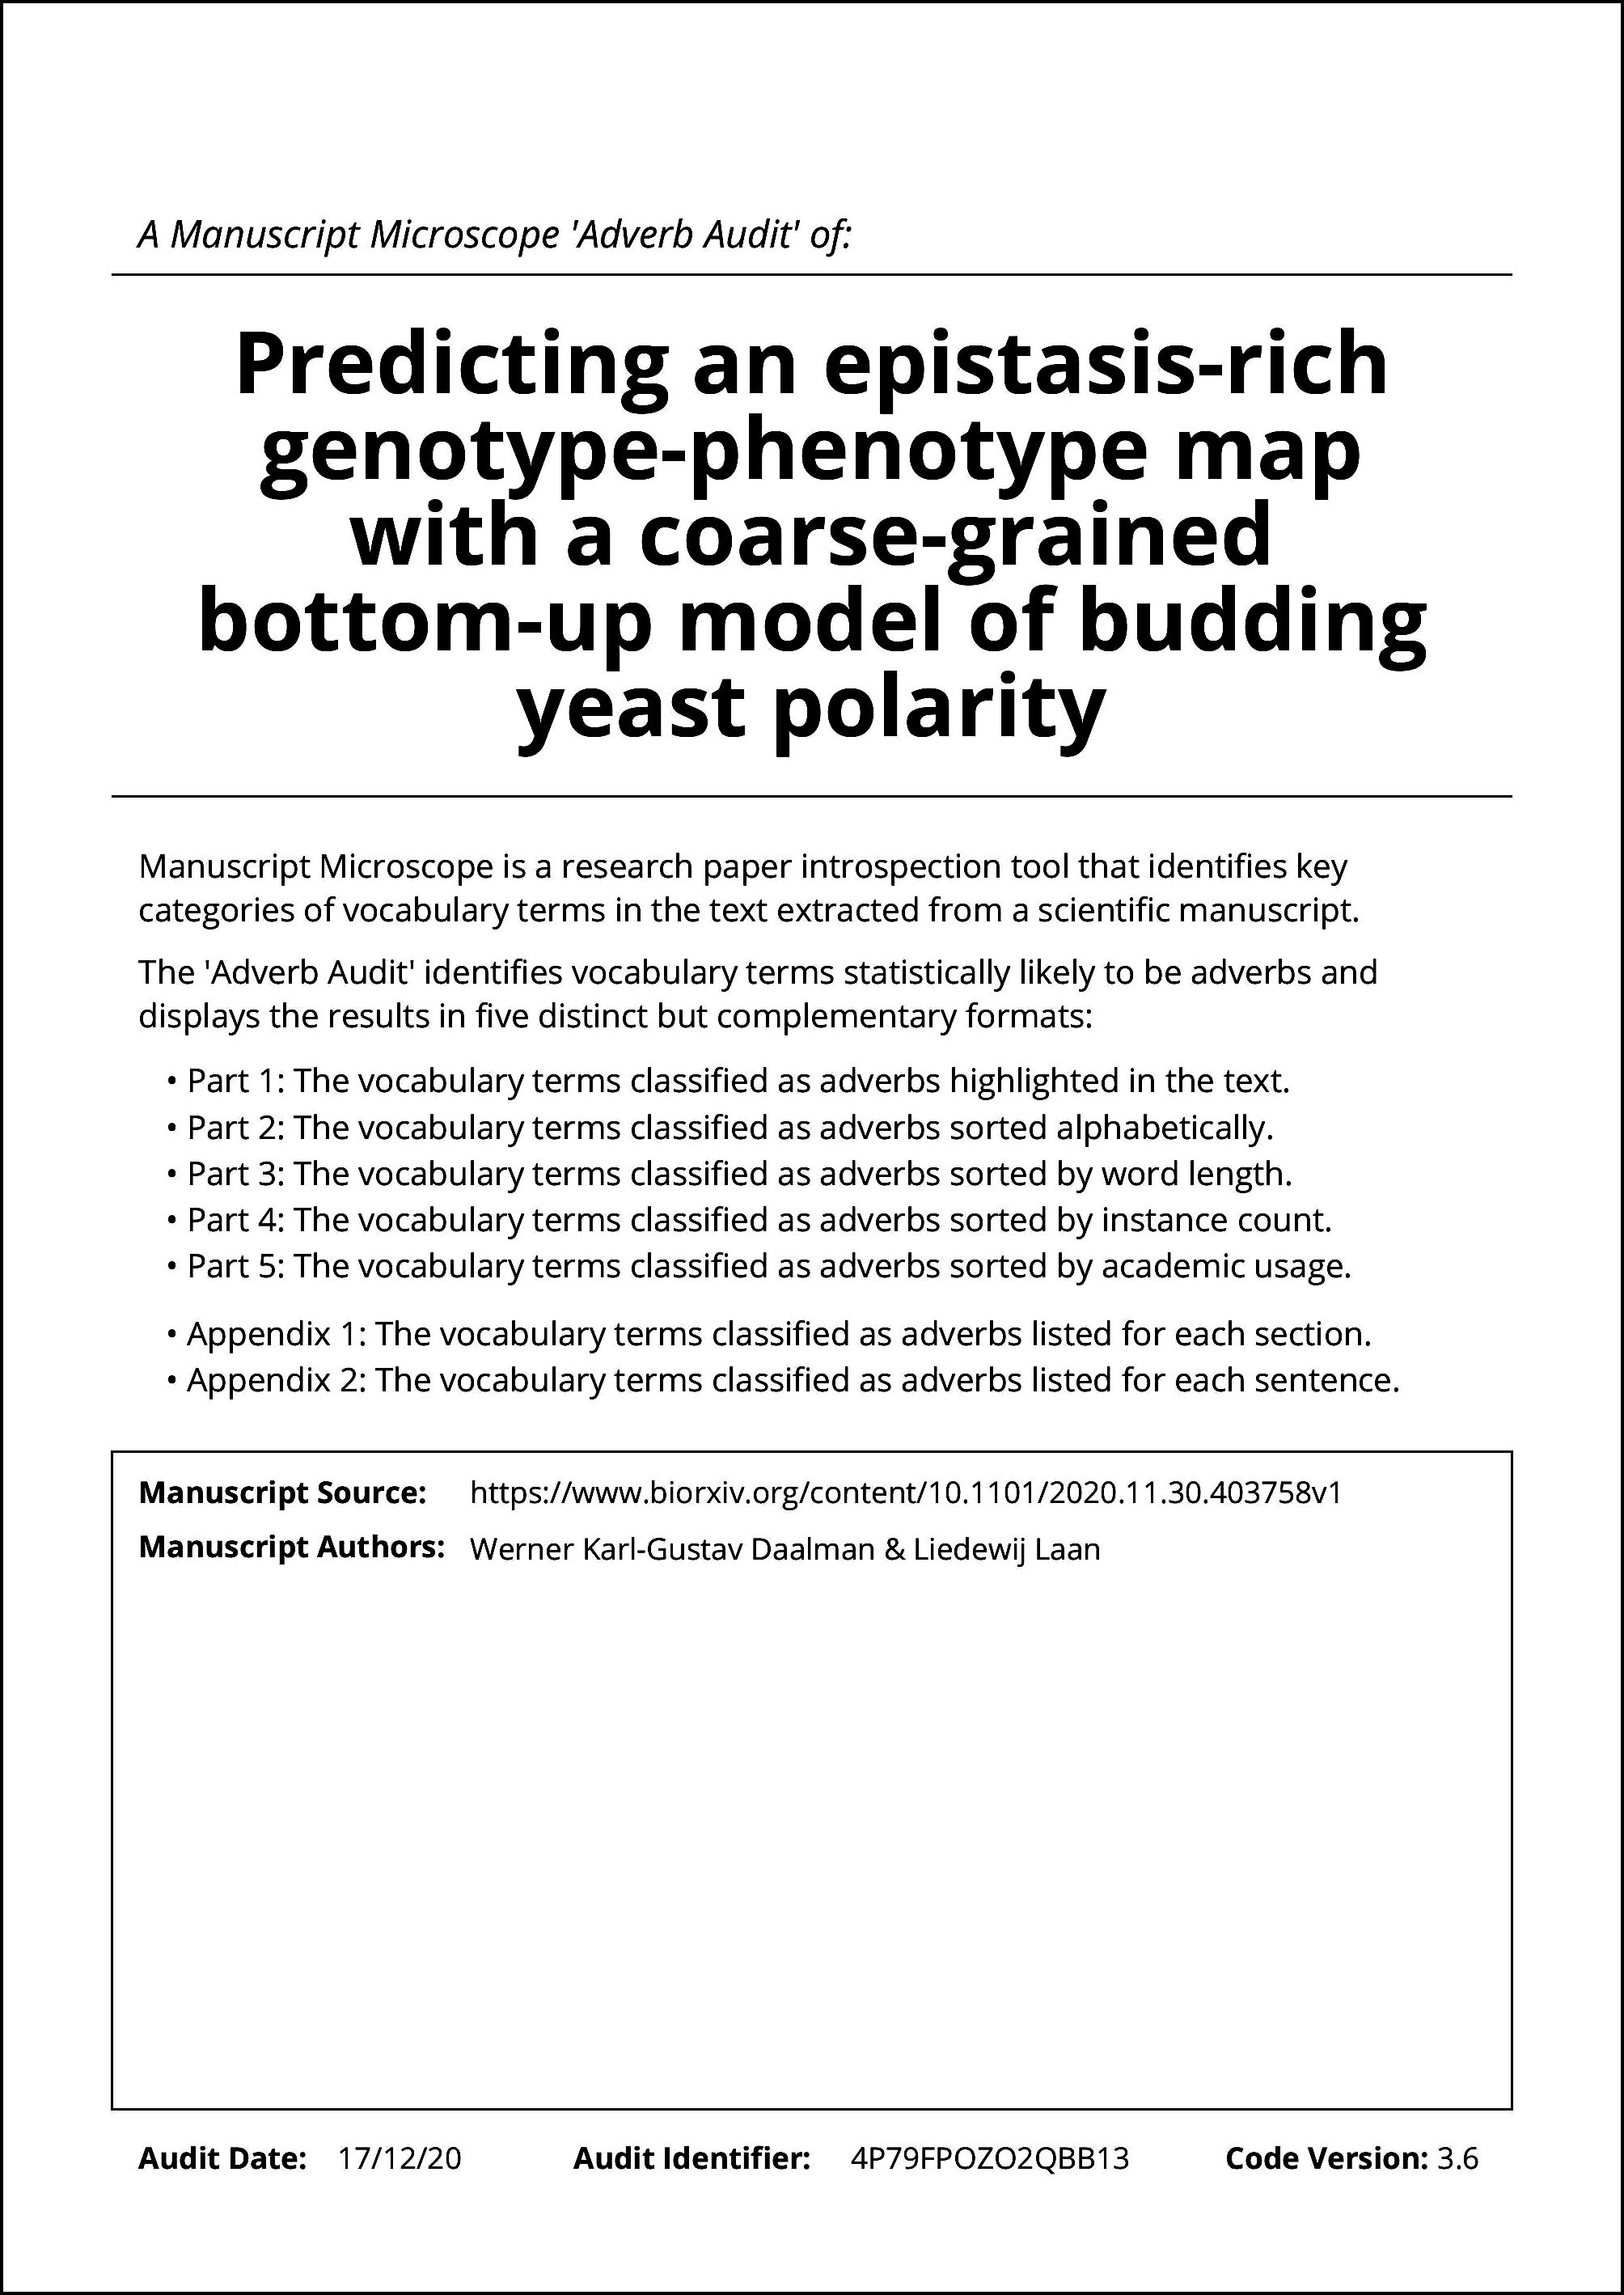 A Manuscript Microscope 'Adverb Audit' of:
Predicting an epistasis-rich
genotype-phenotype map
with a coarse-grained
bottom-up model of budding
yeast polarity
Manuscript Microscope is a research paper introspection tool that identifies key
categories of vocabulary terms in the text extracted from a scientific manuscript.
The 'Adverb Audit' identifies vocabulary terms statistically likely to be adverbs and
displays the results in five distinct but complementary formats:
• Part 1: The vocabulary terms classified as adverbs highlighted in the text.
• Part 2: The vocabulary terms classified as adverbs sorted alphabetically.
• Part 3: The vocabulary terms classified as adverbs sorted by word length.
• Part 4: The vocabulary terms classified as adverbs sorted by instance count.
• Part 5: The vocabulary terms classified as adverbs sorted by academic usage.
• Appendix 1: The vocabulary terms classified as adverbs listed for each section.
• Appendix 2: The vocabulary terms classified as adverbs listed for each sentence.
Manuscript Source: https://www.biorxiv.org/content/10.1101/2020.11.30.403758v1
Manuscript Authors: Werner Karl-Gustav Daalman & Liedewij Laan
Audit Date: 17/12/20 Audit Identifier: 4P79FPOZO2QBB13 Code Version: 3.6